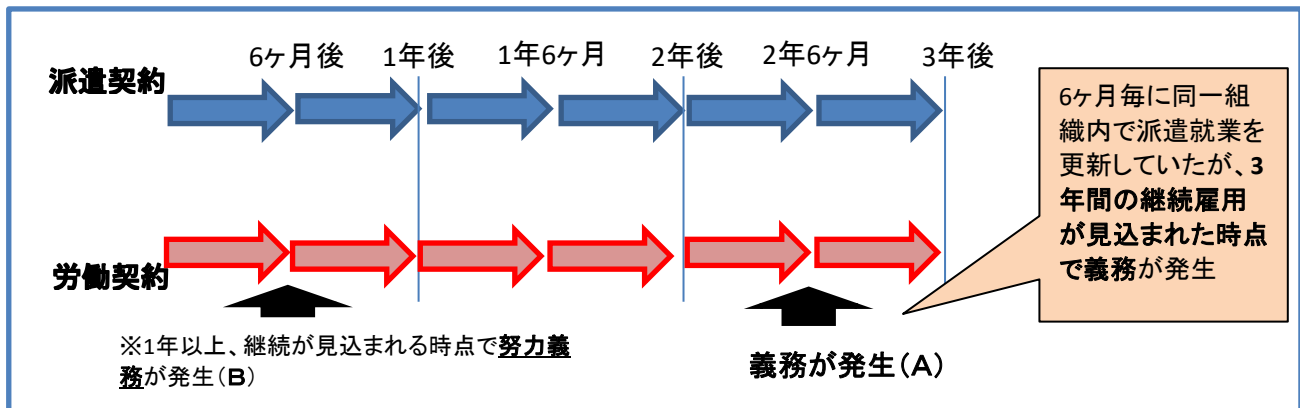 6ヶ月後 1年後 1年6ヶ月 2年後 2年6ヶ月 3年後
派遣契約
6ヶ月毎に同一組
織内で派遣就業を
更新していたが、3
年間の継続雇用
が見込まれた時点
で義務が発生
労働契約
※1年以上、継続が見込まれる時点で努力義
務が発生(B)
義務が発生(A)